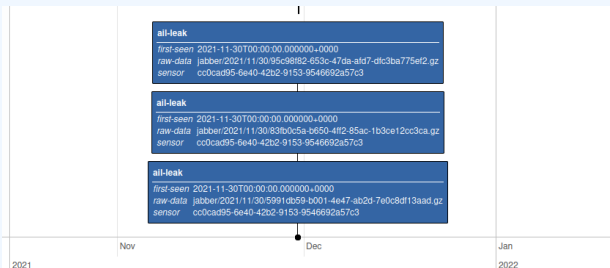 ail-leak
first-seen 2021-11-30T00:00:00.000000+0000
raw-data jabber/2021/11/30/95c98f82-653c-47da-afd7-dfc3ba775ef2.gz
sensor cc0cad95-6e40-42b2-9153-9546692a57c3
ail-leak
first-seen 2021-11-30T00:00:00.000000+0000
raw-data jabber/2021/11/30/83fb0c5a-b650-4ff2-85ac-1b3ce12cc3ca.gz
sensor cc0cad95-6e40-42b2-9153-9546692a57c3
ail-leak
first-seen 2021-11-30T00:00:00.000000+0000
raw-data jabber/2021/11/30/5991db59-b001-4e47-ab2d-7e0c8df13aad.gz
sensor cc0cad95-6e40-42b2-9153-9546692a57c3
Nov Dec Jan
2021 2022